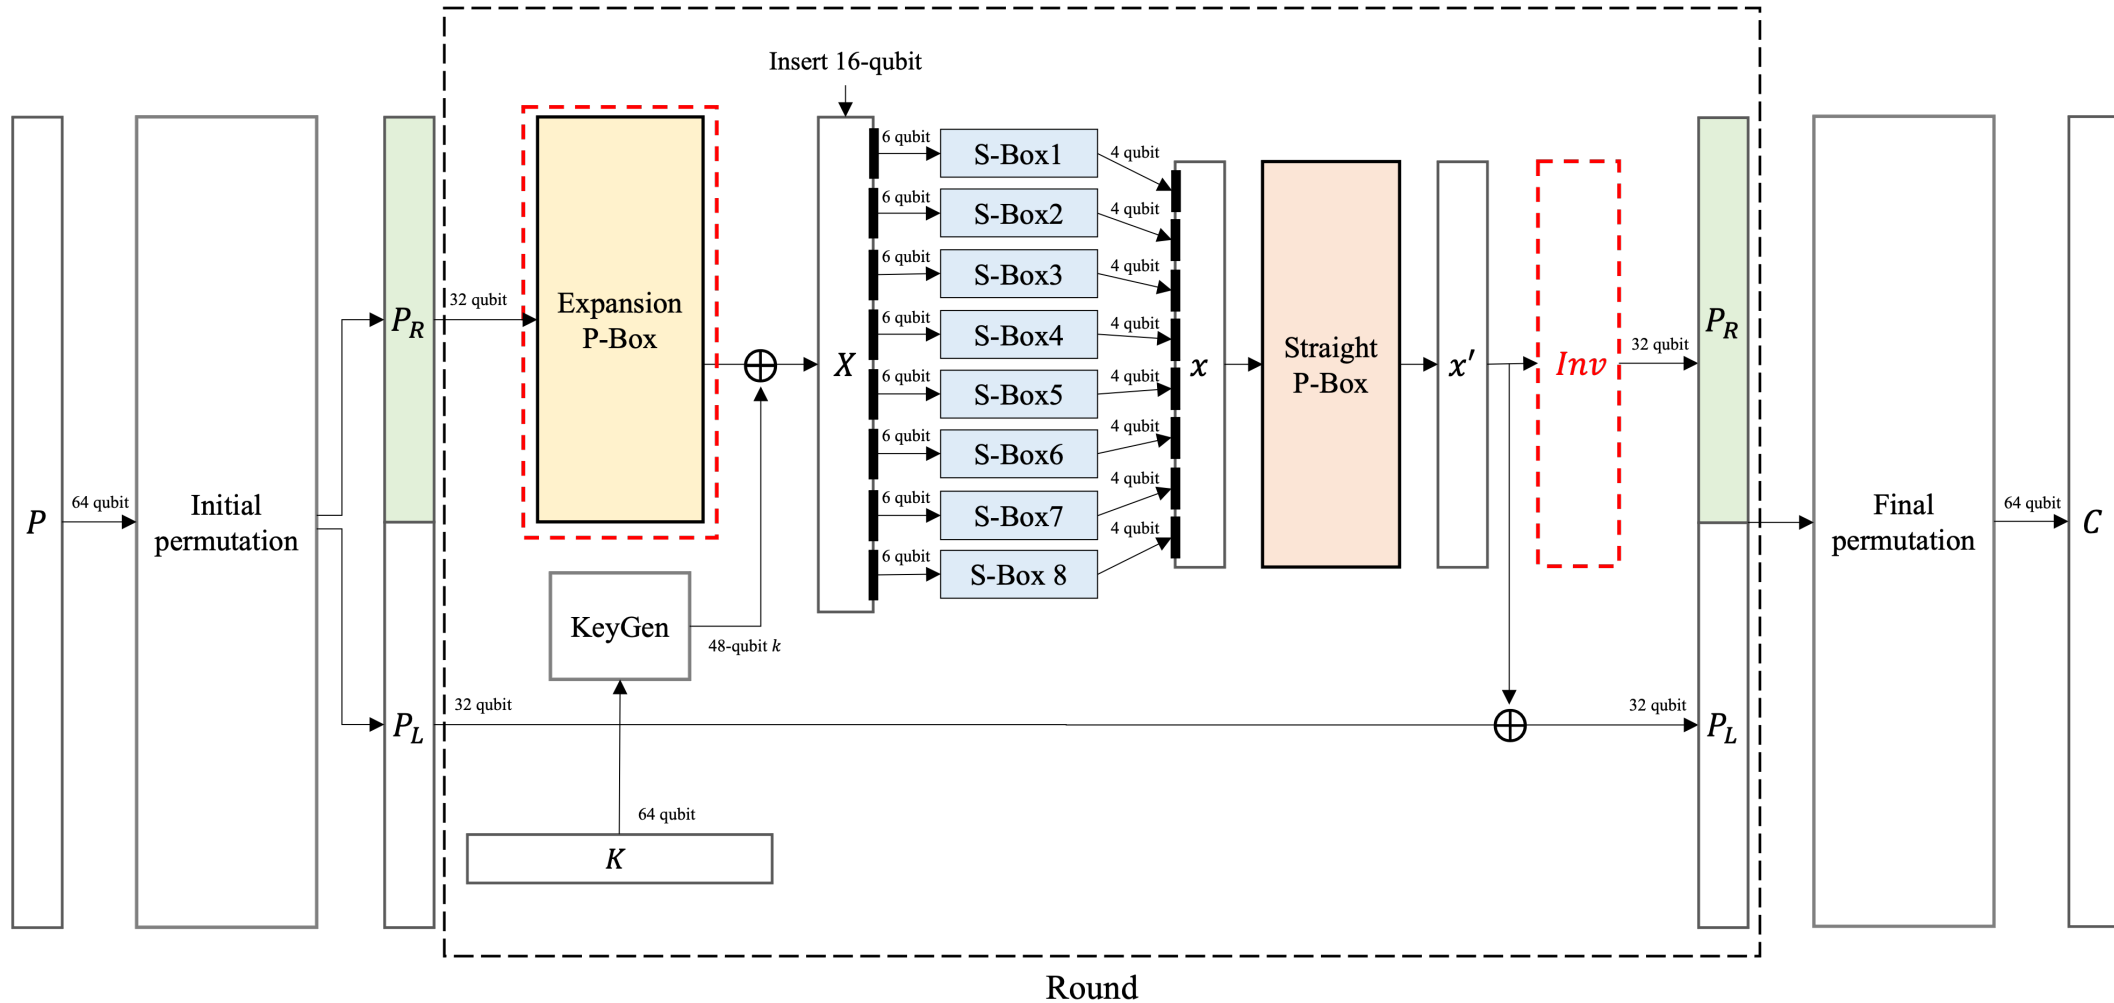 Insert 16-qubit
6 qubit
S-Box1
4 qubit
6 qubit
S-Box2
4 qubit
6 qubit
S-Box3
4 qubit
6 qubit
S-Box4
4 qubit
6 qubit
S-Box5
4 qubit
6 qubit
S-Box6
4 qubit
6 qubit
S-Box7
4 qubit
6 qubit
S-Box 8
4 qubit
P
64 qubit
Initial
permutation
P_R
32 qubit
Expansion
P-Box
X
x
Straight
P-Box
x′
Inv
32 qubit
P_R
KeyGen
48-qubit k
P_L
32 qubit
32 qubit
P_L
64 qubit
K
Final
permutation
64 qubit
C
Round